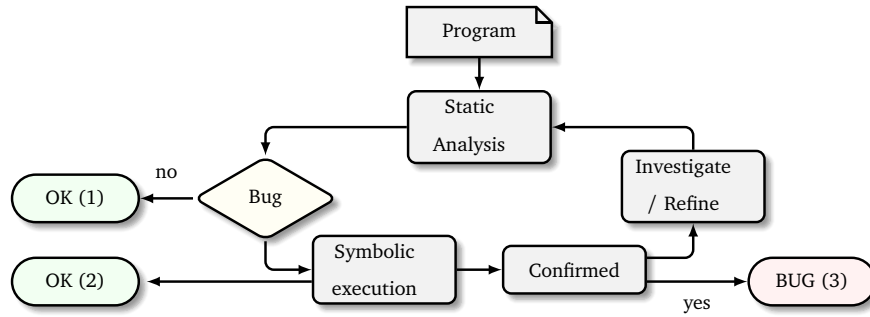 Program
Static
Analysis
Investigate
/ Refine
no
Bug
OK (1)
Symbolic
execution
Confirmed
OK (2)
BUG (3)
yes